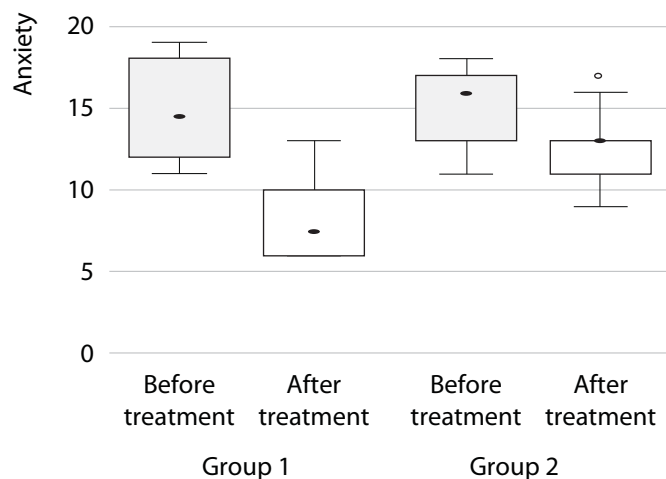 Anxiety
20
15
10
5
0
Before
treatment
After
treatment
Before
treatment
After
treatment
Group 1
Group 2